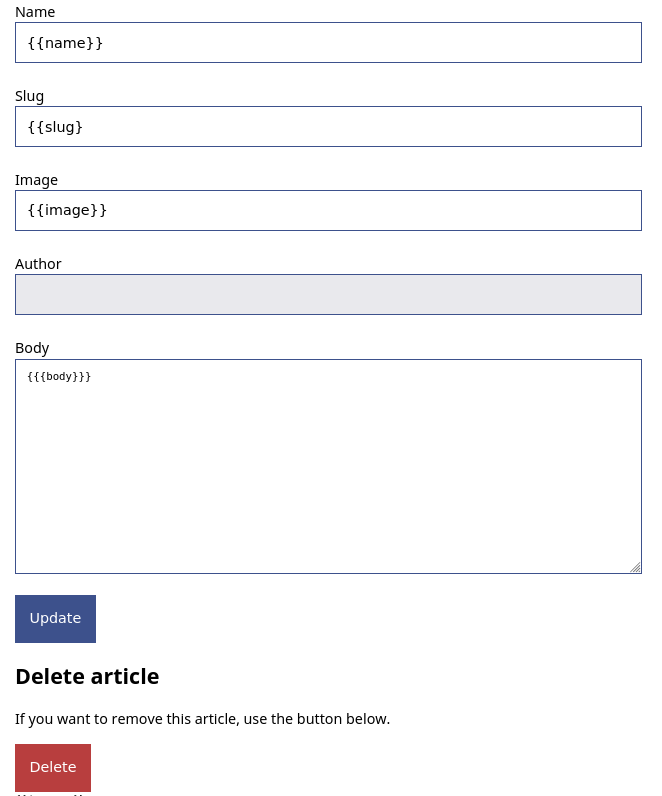 Name
{{name}}
Slug
{{slug}
Image
{{image}}
Author
Body
{{{body}}}
Update
Delete article
If you want to remove this article, use the button below.
Delete